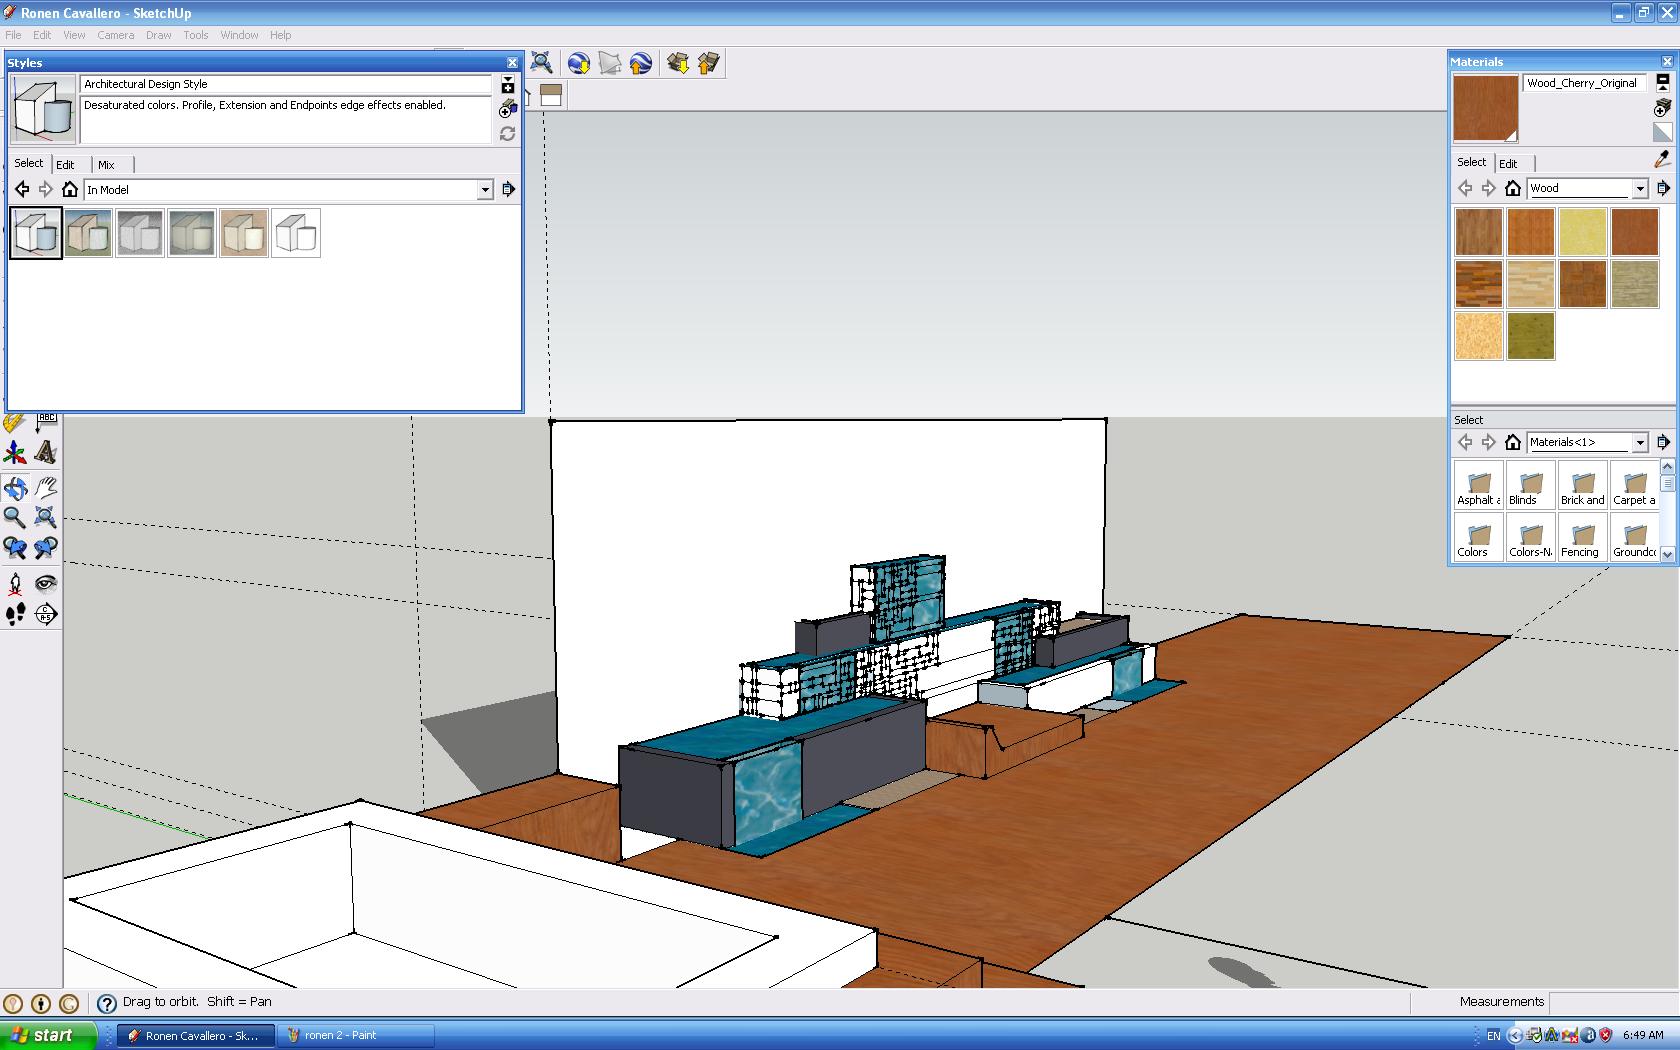 Ronen Cavallero - SketchUp
File Edit View Camera Draw Tools Window Help
Styles
Architectural Design Style
Desaturated colors. Profile, Extension and Endpoints edge effects enabled.
Select Edit Mix
In Model
ABC
Materials
Wood_Cherry_Original
Select Edit
Wood
Select
Materials<1>
Asphalt a Blinds Brick and Carpet a
Colors Colors-N Fencing Groundc
Drag to orbit. Shift = Pan
Measurements
start
Ronen Cavallero - Sk...
ronen 2 - Paint
EN
6:49 AM